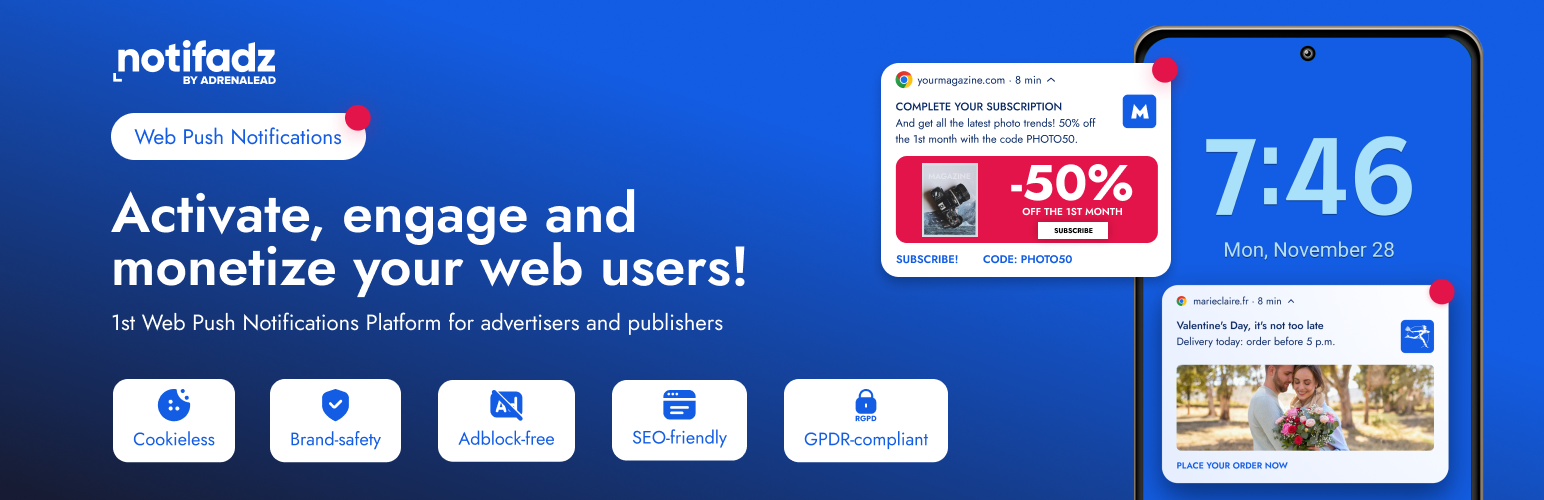 notifadz
BY ADRENALEAD
Web Push Notifications
Activate, engage and
monetize your web users!
1st Web Push Notifications Platform for advertisers and publishers
Cookieless
Brand-safety
Adblock-free
SEO-friendly
RGPD
GPDR-compliant
yourmagazine.com · 8 min
COMPLETE YOUR SUBSCRIPTION
And get all the latest photo trends! 50% off
the 1st month with the code PHOTO50.
M
MAGAZINE
-50%
OFF THE 1ST MONTH
SUBSCRIBE
SUBSCRIBE! CODE: PHOTO50
7:46
Mon, November 28
marieclaire.fr · 8 min
Valentine's Day, it's not too late
Delivery today: order before 5 p.m.
PLACE YOUR ORDER NOW